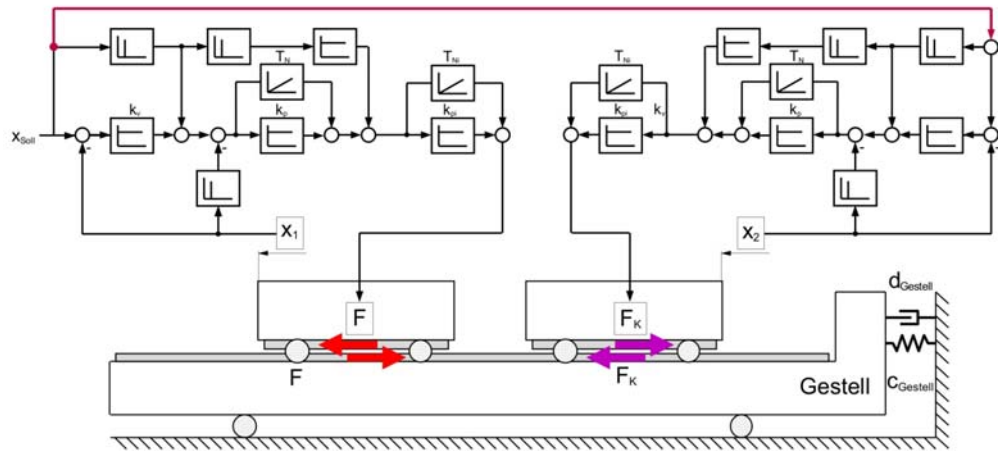 T_N
T_Ni
T_Ni
T_N
k_v
k_p
k_pi
k_pi
k_v
k_p
x_Soll
-
-
-
-
x_1
x_2
F
F_K
d_Gestell
F
F_K
Gestell
c_Gestell